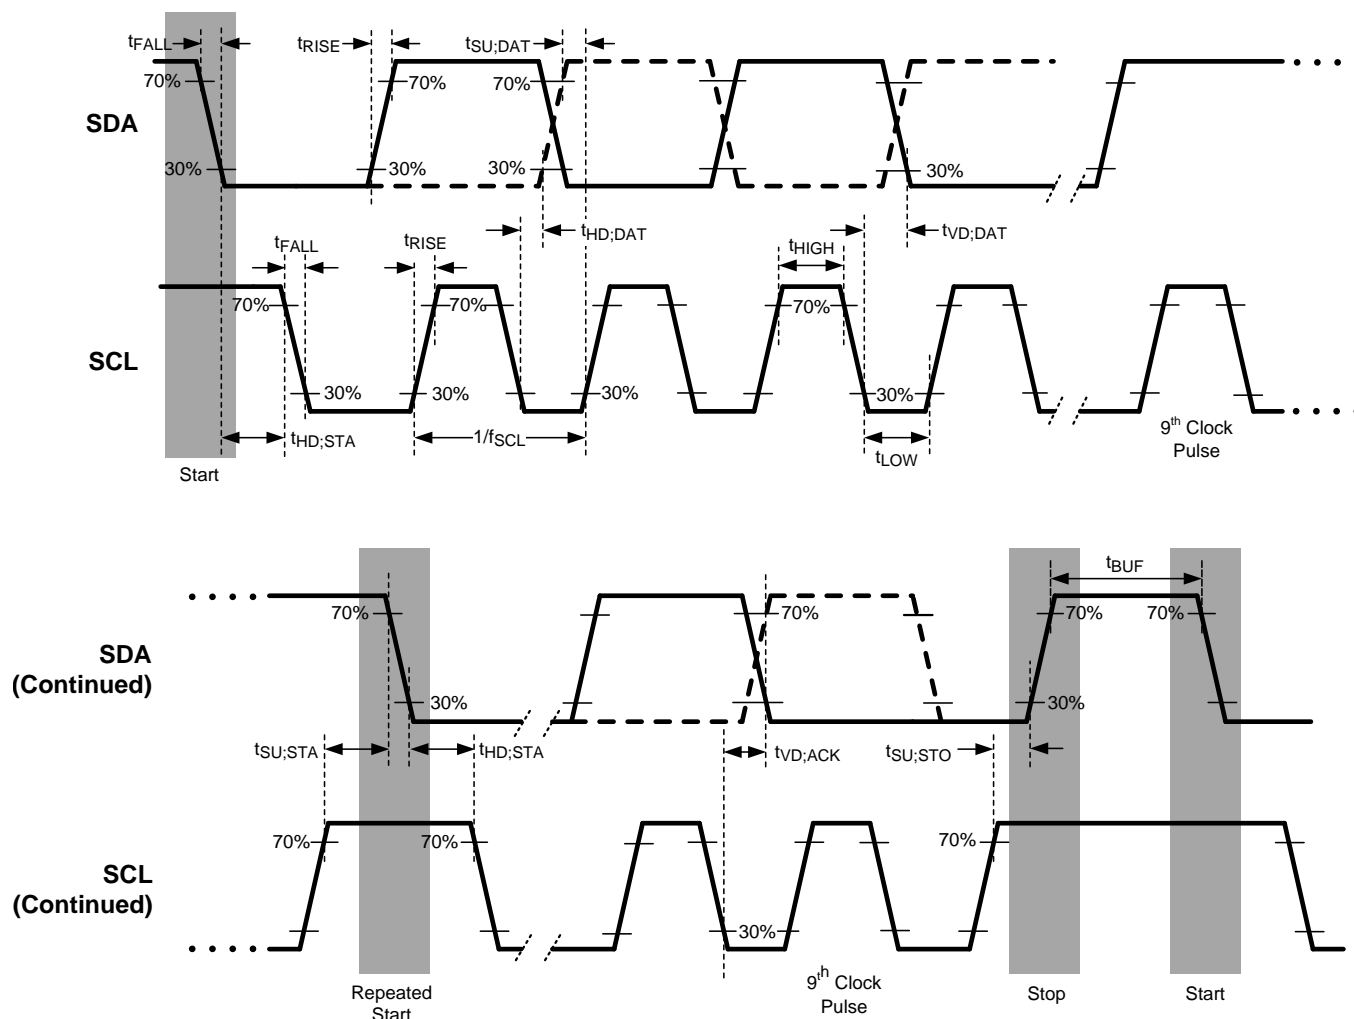 tFALL
tRISE
tSU;DAT
70%
70%
70%
SDA
30%
30%
30%
30%
tFALL
tRISE
tHD;DAT
tHIGH
tVD;DAT
70%
70%
70%
SCL
30%
30%
30%
30%
tHD;STA
1/fSCL
tLOW
9th Clock
Pulse
Start
tBUF
70%
70%
70%
70%
SDA
(Continued)
30%
30%
tSU;STA
tHD;STA
tVD;ACK
tSU;STO
70%
70%
70%
SCL
(Continued)
30%
9th Clock
Pulse
Repeated
Start
Stop
Start